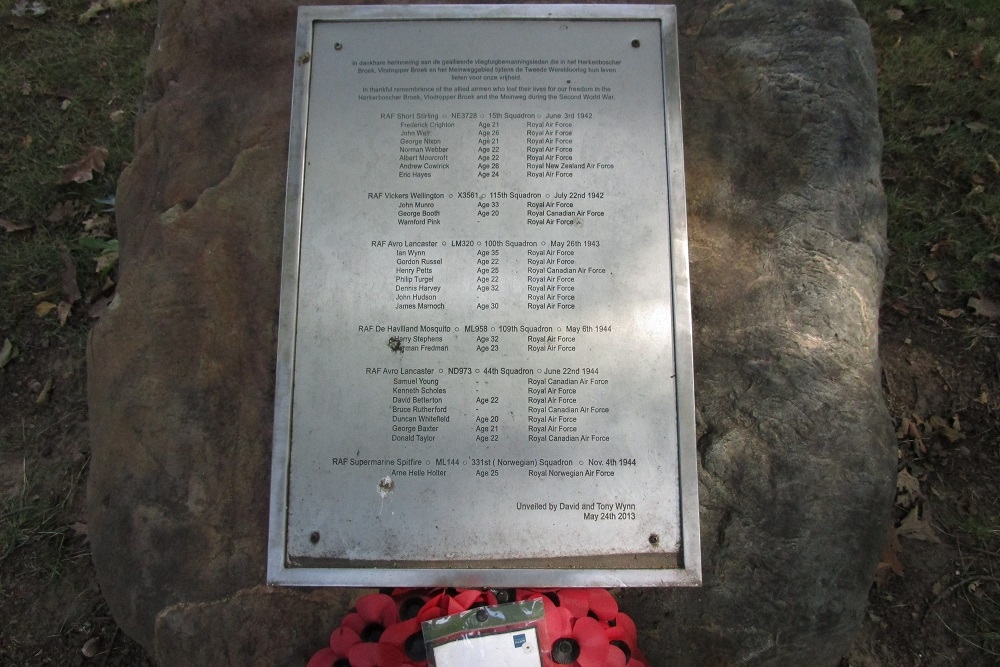 In dankbare herinnering aan de geallieerde vliegtuigbemanningsleden die in het Herkenbosscher
Broek, Vlodropper Broek en het Meinweggebied tijdens de Tweede Wereldoorlog hun leven
lieten voor onze vrijheid.
In thankful remembrence of the allied airmen who lost their lives for our freedom in the
Herkenbosscher Broek, Vlodropper Broek and the Meinweg during the Second World War.
RAF Short Stirling ○ NE3728 ○ 15th Squadron ○ June 3rd 1942
Frederick Crighton Age 21 Royal Air Force
John Weir Age 26 Royal Air Force
George Nixon Age 21 Royal Air Force
Norman Webber Age 22 Royal Air Force
Albert Moorcroft Age 22 Royal Air Force
Andrew Cowirick Age 26 Royal New Zealand Air Force
Eric Hayes Age 24 Royal Air Force
RAF Vickers Wellington ○ X3561 ○ 115th Squadron ○ July 22nd 1942
John Munro Age 33 Royal Air Force
George Booth Age 20 Royal Canadian Air Force
Warnford Pink - Royal Air Force
RAF Avro Lancaster ○ LM320 ○ 100th Squadron ○ May 26th 1943
Ian Wynn Age 35 Royal Air Force
Gordon Russel Age 22 Royal Air Force
Henry Petts Age 25 Royal Canadian Air Force
Philip Turgel Age 22 Royal Air Force
Dennis Harvey Age 32 Royal Air Force
John Hudson - Royal Air Force
James Marnoch Age 30 Royal Air Force
RAF De Havilland Mosquito ○ ML958 ○ 109th Squadron ○ May 6th 1944
Harry Stephens Age 32 Royal Air Force
Fredman Age 23 Royal Air Force
RAF Avro Lancaster ○ ND973 ○ 44th Squadron ○ June 22nd 1944
Samuel Young - Royal Canadian Air Force
Kenneth Scholes - Royal Air Force
David Betterton Age 22 Royal Air Force
Bruce Rutherford - Royal Canadian Air Force
Duncan Whitefield Age 20 Royal Air Force
George Baxter Age 21 Royal Air Force
Donald Taylor Age 22 Royal Canadian Air Force
RAF Supermarine Spitfire ○ ML144 ○ 331st ( Norwegian) Squadron ○ Nov. 4th 1944
Arne Helle Holter Age 25 Royal Norwegian Air Force
Unveiled by David and Tony Wynn
May 24th 2013